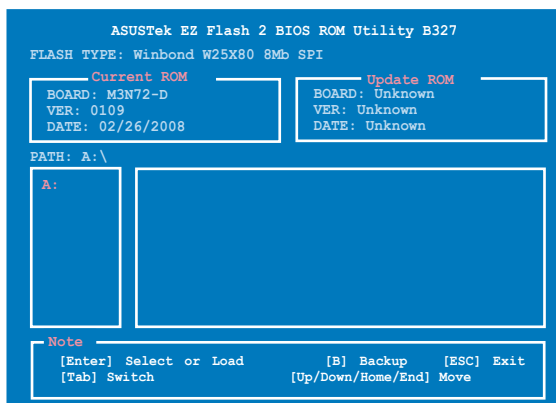 ASUSTek EZ Flash 2 BIOS ROM Utility B327
FLASH TYPE: Winbond W25X80 8Mb SPI
Current ROM
BOARD: M3N72-D
VER: 0109
DATE: 02/26/2008
Update ROM
BOARD: Unknown
VER: Unknown
DATE: Unknown
PATH: A:\
A:
Note
[Enter] Select or Load [B] Backup [ESC] Exit
[Tab] Switch [Up/Down/Home/End] Move